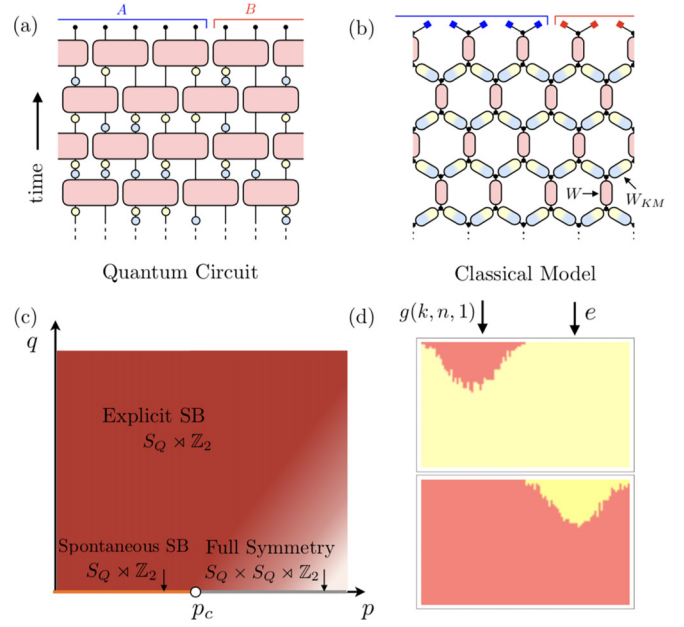 (a)
A
B
time
Quantum Circuit
(b)
W
W_{KM}
Classical Model
(c)
q
Explicit SB
S_Q ⋊ ℤ_2
Spontaneous SB
S_Q ⋊ ℤ_2
Full Symmetry
S_Q × S_Q ⋊ ℤ_2
p_c
p
(d)
g(k, n, 1)
e